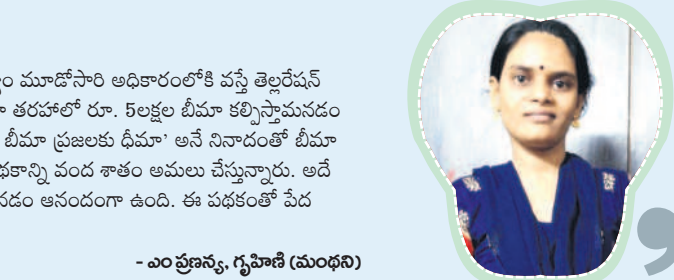 ం మూడోసారి అధికారంలోకి వస్తే తెల్లరేషన్
తరహాలో రూ. 5లక్షల బీమా కల్పిస్తామనడం
బీమా ప్రజలకు ధీమా’ అనే నినాదంతో బీమా
థకాన్ని వంద శాతం అమలు చేస్తున్నారు. అదే
నడం ఆనందంగా ఉంది. ఈ పథకంతో పేద
- ఎం ప్రణన్య, గృహిణి (మంథని)